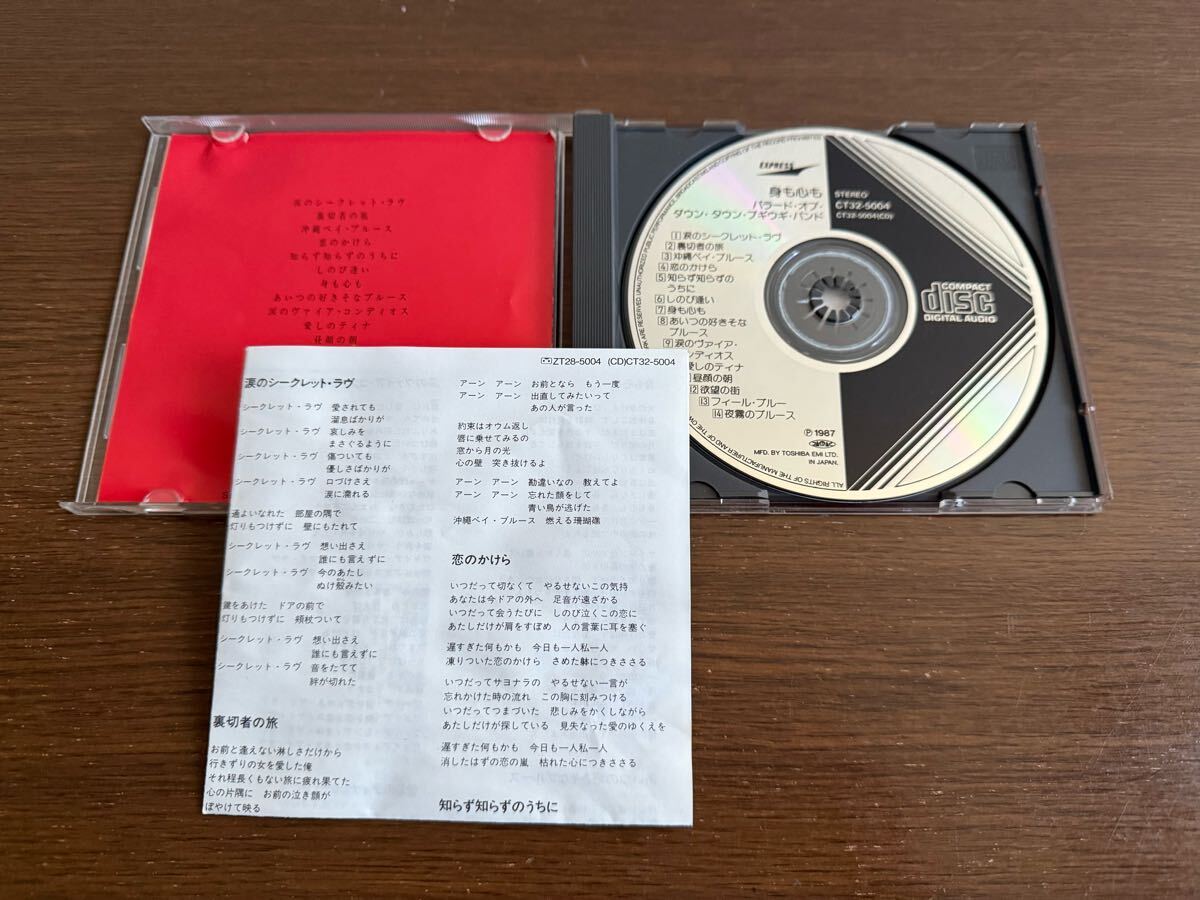 涙のシークレット・ラヴ
裏切者の旅
沖縄ベイ・ブルース
恋のかけら
知らず知らずのうちに
しのび逢い
身も心も
あいつの好きそなブルース
涙のヴァイア・コンディオス
愛しのティナ
昼顔の朝
ZT28-5004 (CD)CT32-5004
涙のシークレット・ラヴ
シークレット・ラヴ 愛されても
溜息ばかりが
シークレット・ラヴ 哀しみを
まさぐるように
シークレット・ラヴ 傷ついても
優しさばかりが
シークレット・ラヴ 口づけさえ
涙に濡れる
通よいなれた 部屋の隅で
灯りもつけずに 壁にもたれて
シークレット・ラヴ 想い出さえ
誰にも言えずに
シークレット・ラヴ 今のあたし
ぬけ殻みたい
鍵をあけた ドアの前で
灯りもつけずに 頬杖ついて
シークレット・ラヴ 想い出さえ
誰にも言えずに
シークレット・ラヴ 音をたてて
絆が切れた
裏切者の旅
お前と逢えない淋しさだけから
行きずりの女を愛した俺
それ程長くもない旅に疲れ果てた
心の片隅に お前の泣き顔が
ぼやけて映る
アーン アーン お前となら もう一度
アーン アーン 出直してみたいって
あの人が言った
約束はオウム返し
唇に乗せてみるの
窓から月の光
心の壁 突き抜けるよ
アーン アーン 勘違いなの 教えてよ
アーン アーン 忘れた顔をして
青い鳥が逃げた
沖縄ベイ・ブルース 燃える珊瑚礁
恋のかけら
いつだって切なくて やるせないこの気持
あなたは今ドアの外へ 足音が遠ざかる
いつだって会うたびに しのび泣くこの恋に
あたしだけが肩をすぼめ 人の言葉に耳を塞ぐ
遅すぎた何もかも 今日も一人私一人
凍りついた恋のかけら さめた躰につきささる
いつだってサヨナラの やるせない一言が
忘れかけた時の流れ この胸に刻みつける
いつだってつまづいた 悲しみをかくしながら
あたしだけが探している 見失なった愛のゆくえを
遅すぎた何もかも 今日も一人私一人
消したはずの恋の嵐 枯れた心につきささる
知らず知らずのうちに
EXPRESS
身も心も
バラード・オブ・
ダウン・タウン・ブギウギ・バンド
STEREO
CT32-5004
CT32-5004(CD)
1 涙のシークレット・ラヴ
2 裏切者の旅
3 沖縄ベイ・ブルース
4 恋のかけら
5 知らず知らずの
うちに
6 しのび逢い
7 身も心も
8 あいつの好きそな
ブルース
9 涙のヴァイア・
ンディオス
愛しのティナ
昼顔の朝
12 欲望の街
13 フィール・ブルー
14 夜霧のブルース
COMPACT
disc
DIGITAL AUDIO
Ⓟ1987
MFD. BY TOSHIBA EMI LTD.
IN JAPAN.